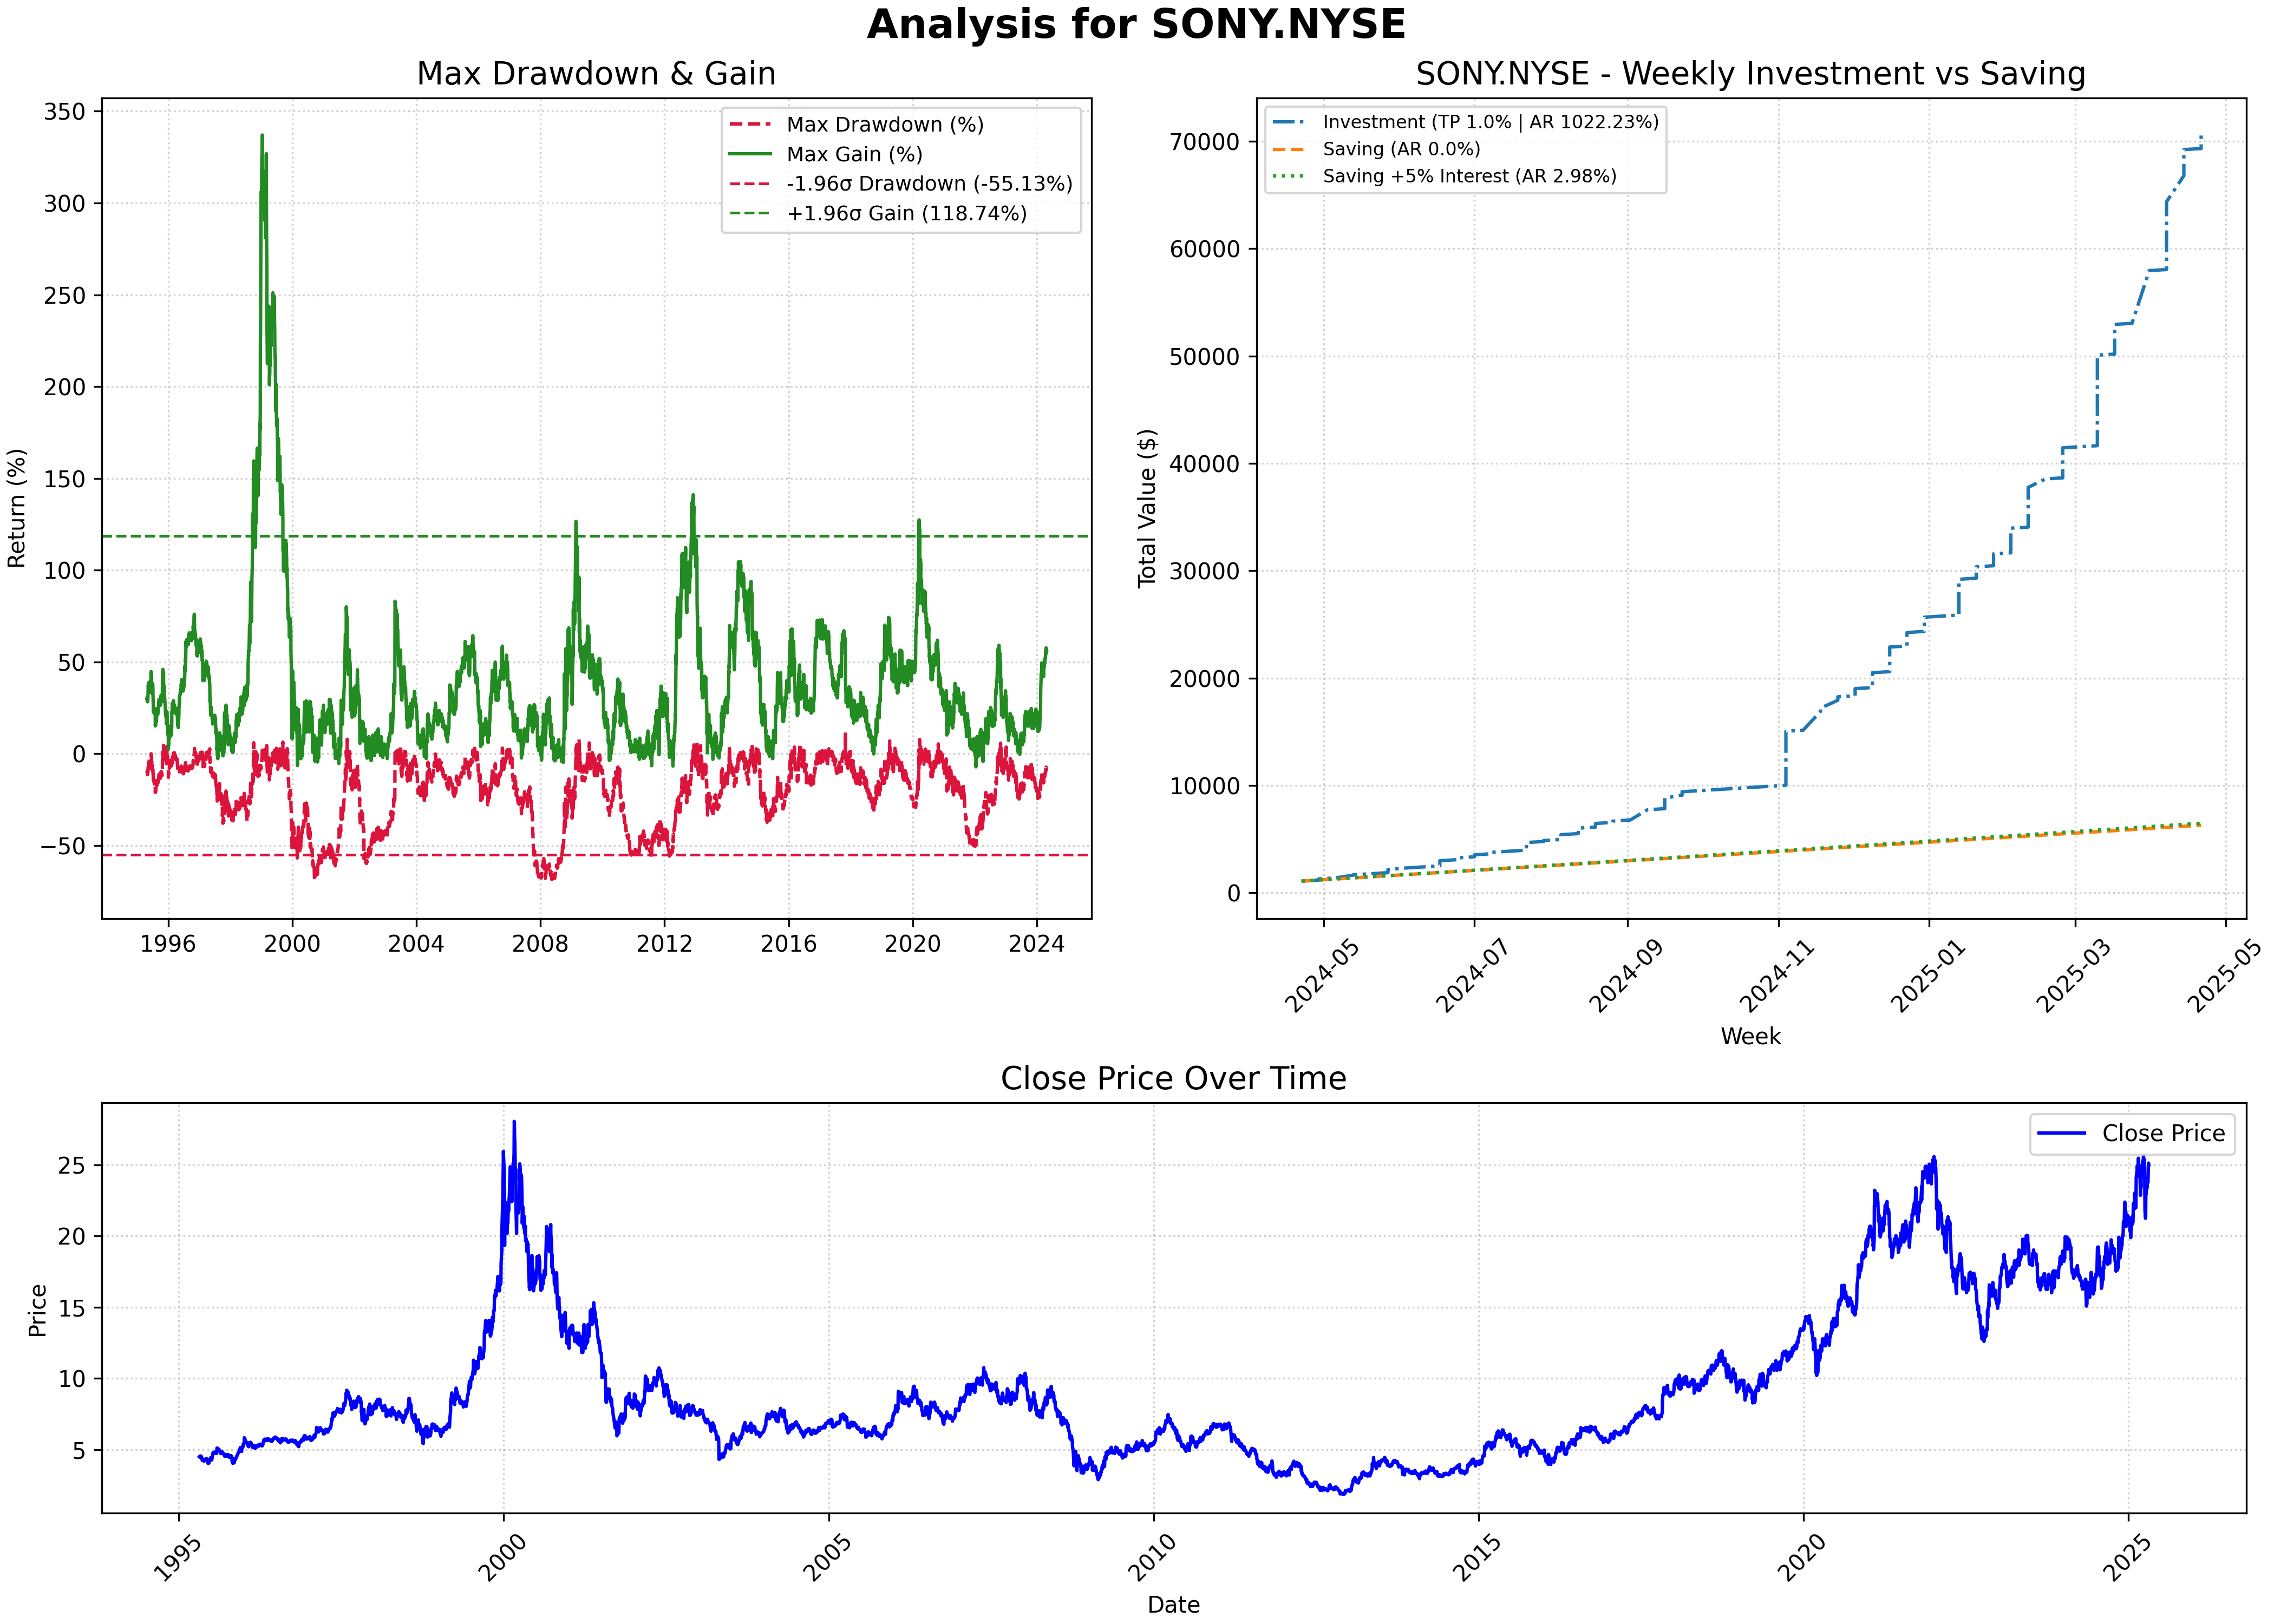 Analysis for SONY.NYSE
Max Drawdown & Gain
Return (%)
350
300
250
200
150
100
50
0
−50
Max Drawdown (%)
Max Gain (%)
-1.96σ Drawdown (-55.13%)
+1.96σ Gain (118.74%)
1996 2000 2004 2008 2012 2016 2020 2024
SONY.NYSE - Weekly Investment vs Saving
Total Value ($)
70000
60000
50000
40000
30000
20000
10000
0
Investment (TP 1.0% | AR 1022.23%)
Saving (AR 0.0%)
Saving +5% Interest (AR 2.98%)
2024-05 2024-07 2024-09 2024-11 2025-01 2025-03 2025-05
Week
Close Price Over Time
Price
25
20
15
10
5
Close Price
1995 2000 2005 2010 2015 2020 2025
Date